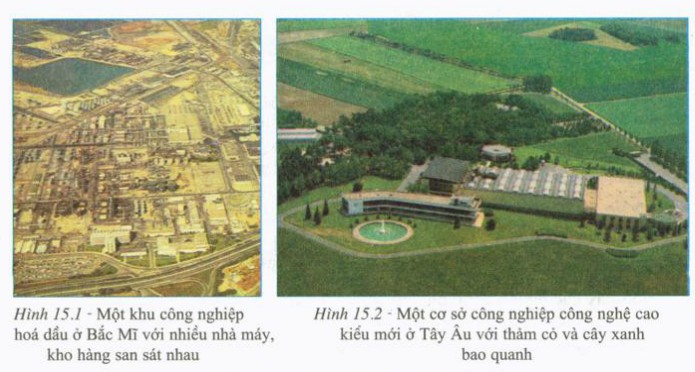 Hình 15.1 - Một khu công nghiệp
hoá dầu ở Bắc Mĩ với nhiều nhà máy,
kho hàng san sát nhau
Hình 15.2 - Một cơ sở công nghiệp công nghệ cao
kiểu mới ở Tây Âu với thảm cỏ và cây xanh
bao quanh